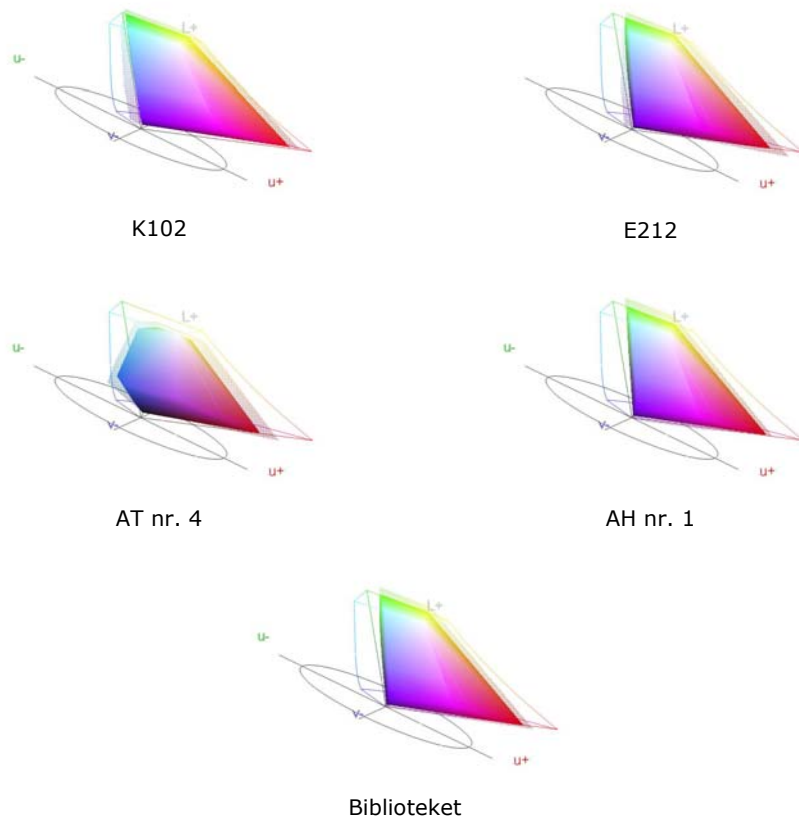 L+
u-
v-
u+
K102
L+
u-
v-
u+
E212
L+
u-
v-
u+
AT nr. 4
L+
u-
v-
u+
AH nr. 1
L+
u-
v-
u+
Biblioteket